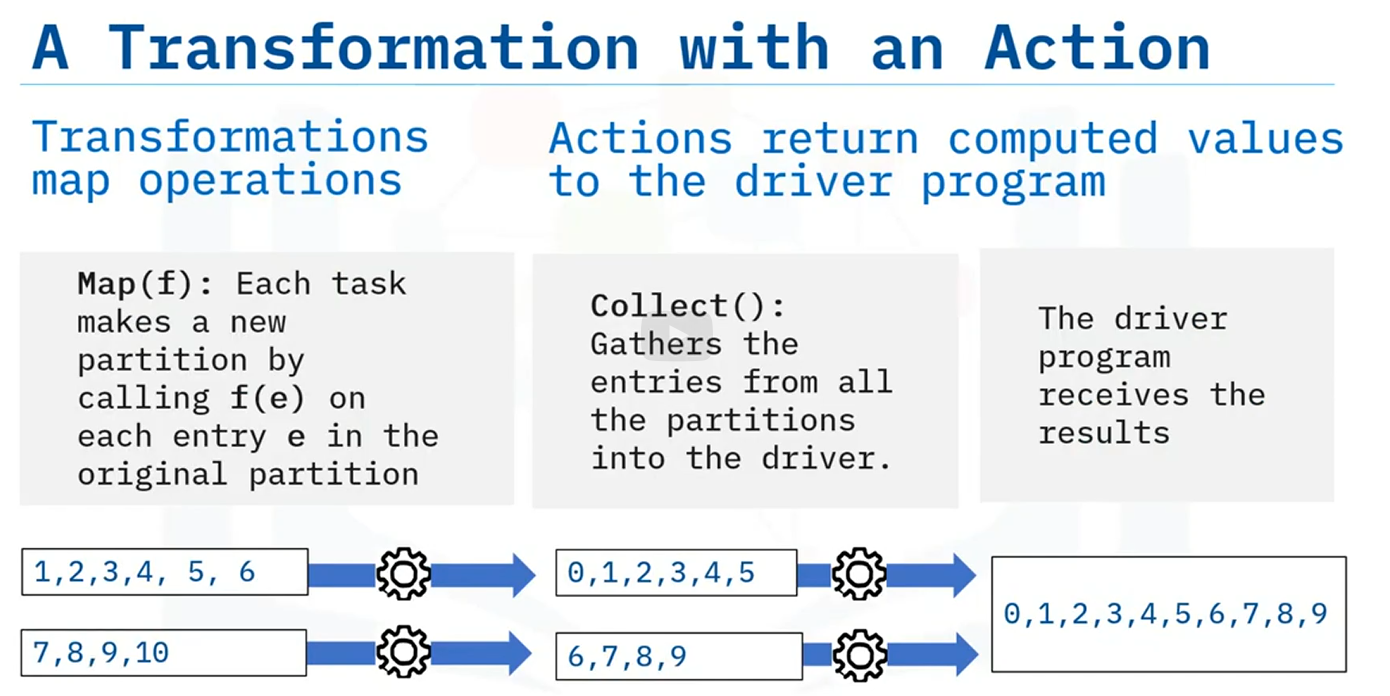 A Transformation with an Action
Transformations
map operations
Actions return computed values
to the driver program
Map(f): Each task
makes a new
partition by
calling f(e) on
each entry e in the
original partition
Collect():
Gathers the
entries from all
the partitions
into the driver.
The driver
program
receives the
results
1,2,3,4, 5, 6
0,1,2,3,4,5
7,8,9,10
6,7,8,9
0,1,2,3,4,5,6,7,8,9